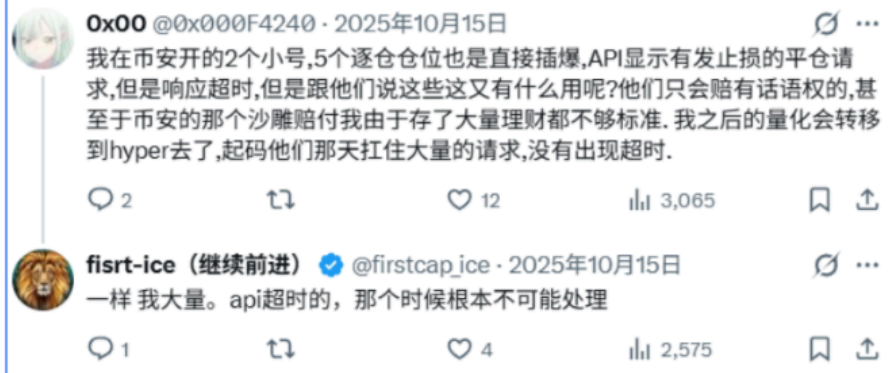 0x00 @0x000F4240 · 2025年10月15日
我在币安开的2个小号,5个逐仓仓位也是直接插爆,API显示有发止损的平仓请
求,但是响应超时,但是跟他们说这些这又有什么用呢?他们只会赔有话语权的,甚
至于币安的那个沙雕赔付我由于存了大量理财都不够标准. 我之后的量化会转移
到hyper去了,起码他们那天扛住大量的请求,没有出现超时.
2 12 3,065
fisrt-ice（继续前进） @firstcap_ice · 2025年10月15日
一样 我大量。api超时的，那个时候根本不可能处理
1 4 2,575